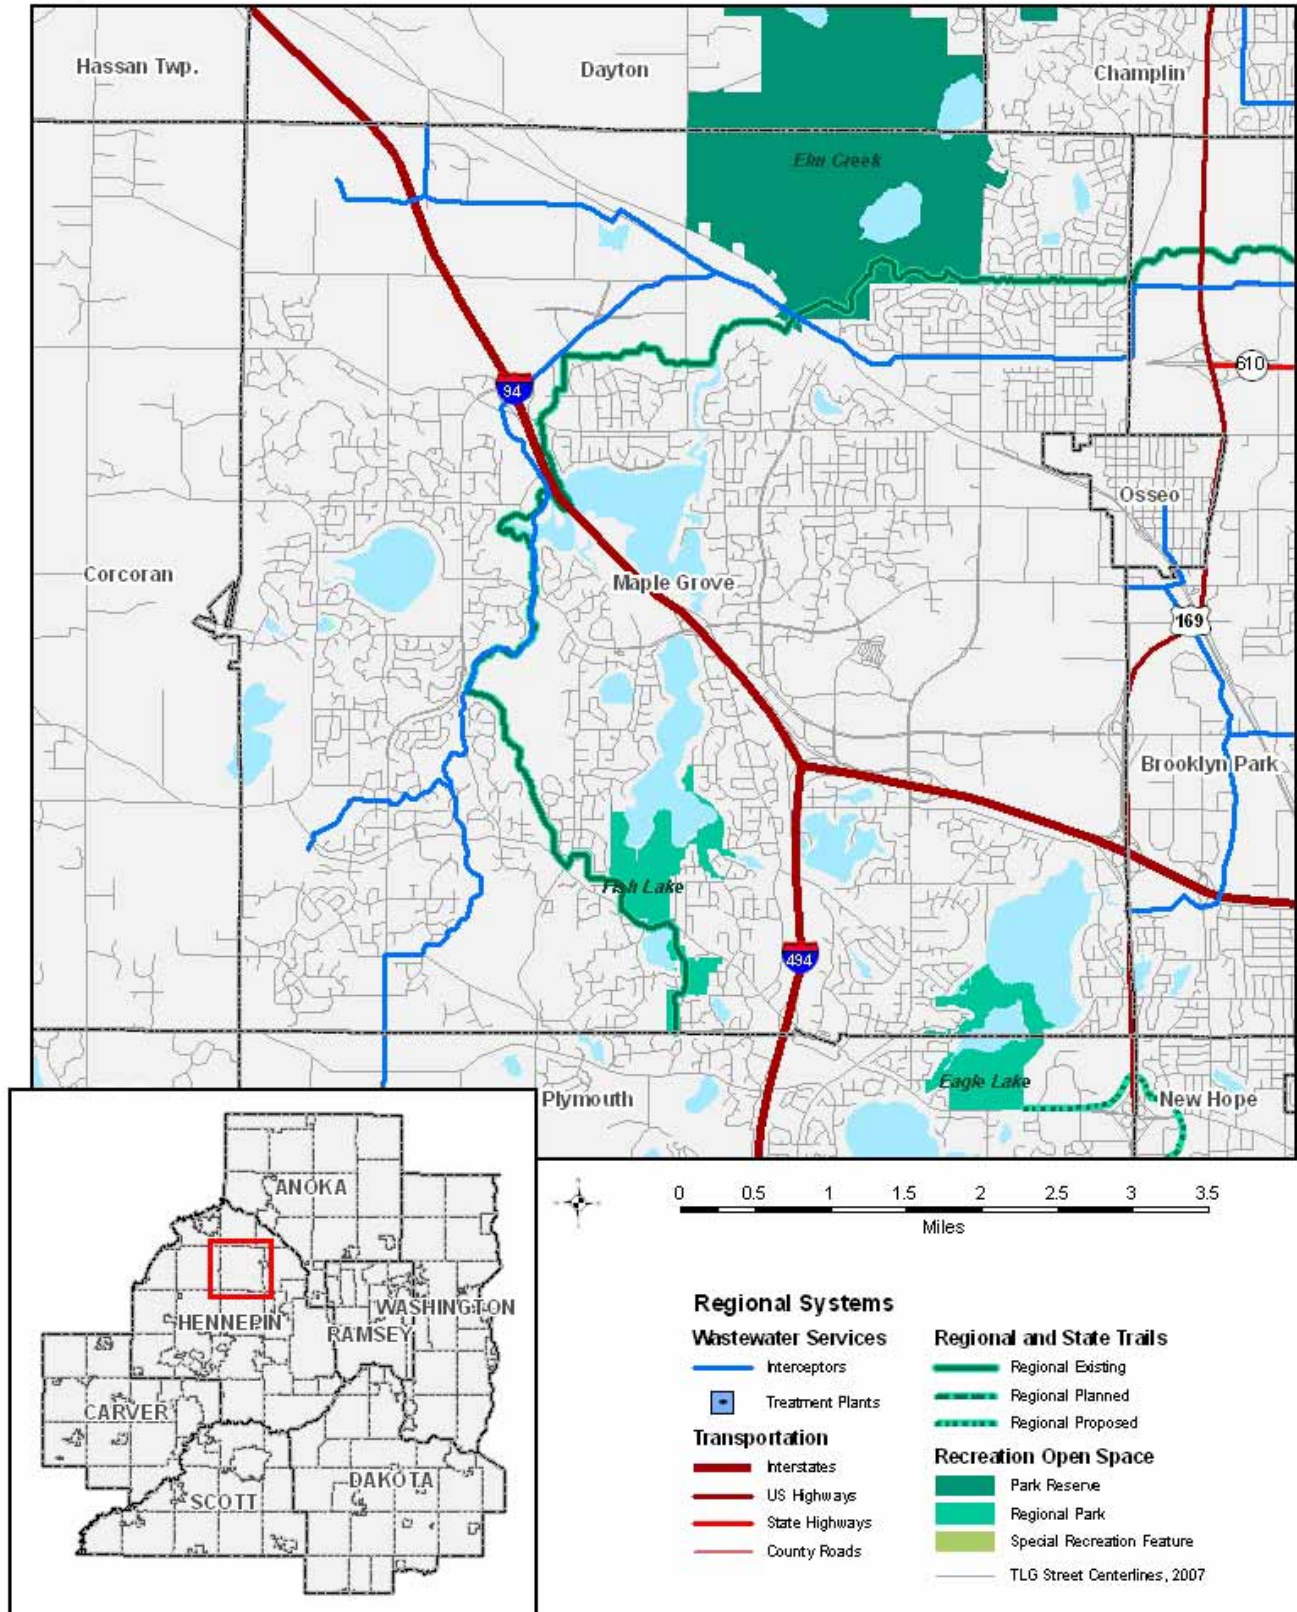 Hassan Twp.
Dayton
Champlin
Elm Creek
610
94
Osseo
Corcoran
Maple Grove
169
Brooklyn Park
Fish Lake
494
Eagle Lake
Plymouth
New Hope
ANOKA
HENNEPIN
RAMSEY
WASHINGTON
CARVER
SCOTT
DAKOTA
0 0.5 1 1.5 2 2.5 3 3.5
Miles
Regional Systems
Wastewater Services
Interceptors
Treatment Plants
Transportation
Interstates
US Highways
State Highways
County Roads
Regional and State Trails
Regional Existing
Regional Planned
Regional Proposed
Recreation Open Space
Park Reserve
Regional Park
Special Recreation Feature
TLG Street Centerlines, 2007